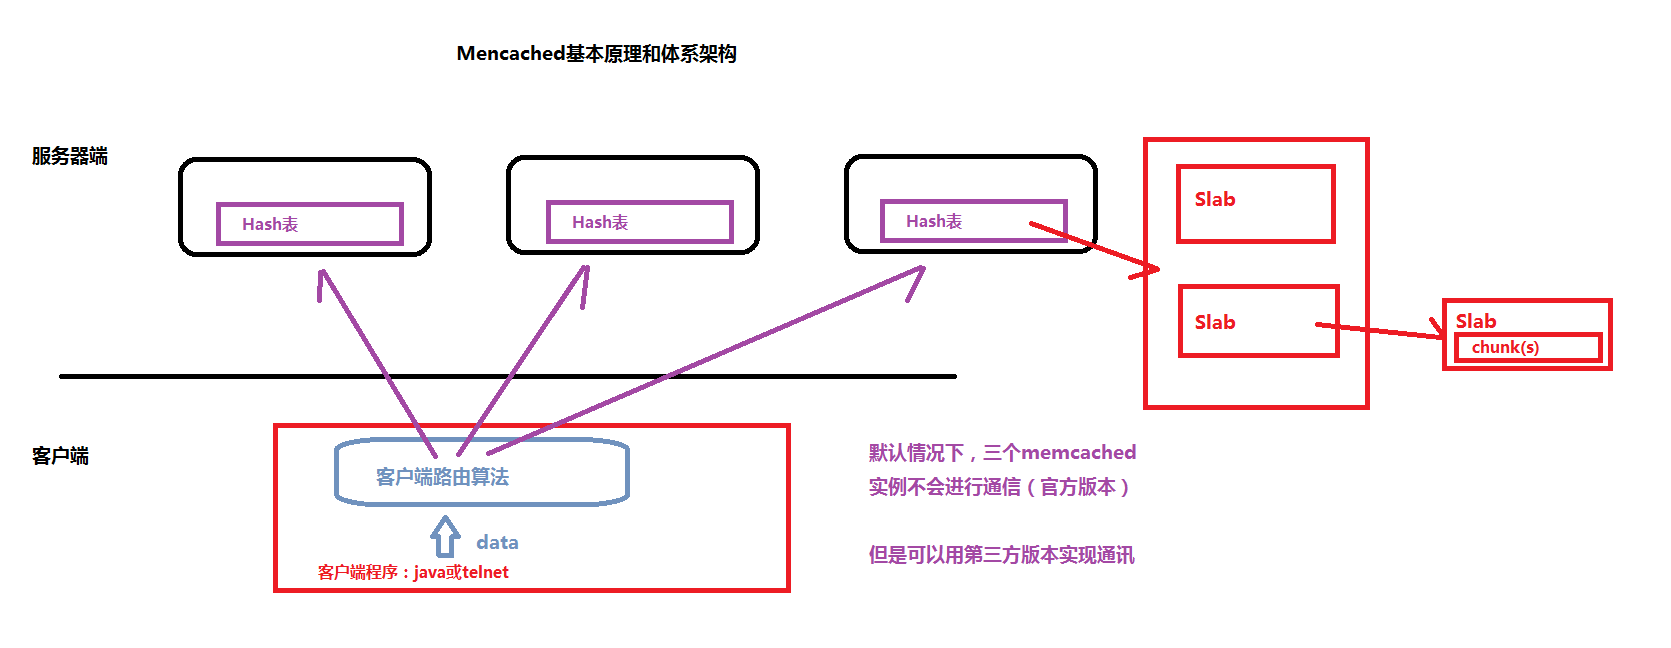 Mencached基本原理和体系架构
服务器端
Hash表
Hash表
Hash表
Slab
Slab
Slab
chunk(s)
客户端
客户端路由算法
data
客户端程序：java或telnet
默认情况下，三个memcached
实例不会进行通信（官方版本）
但是可以用第三方版本实现通讯